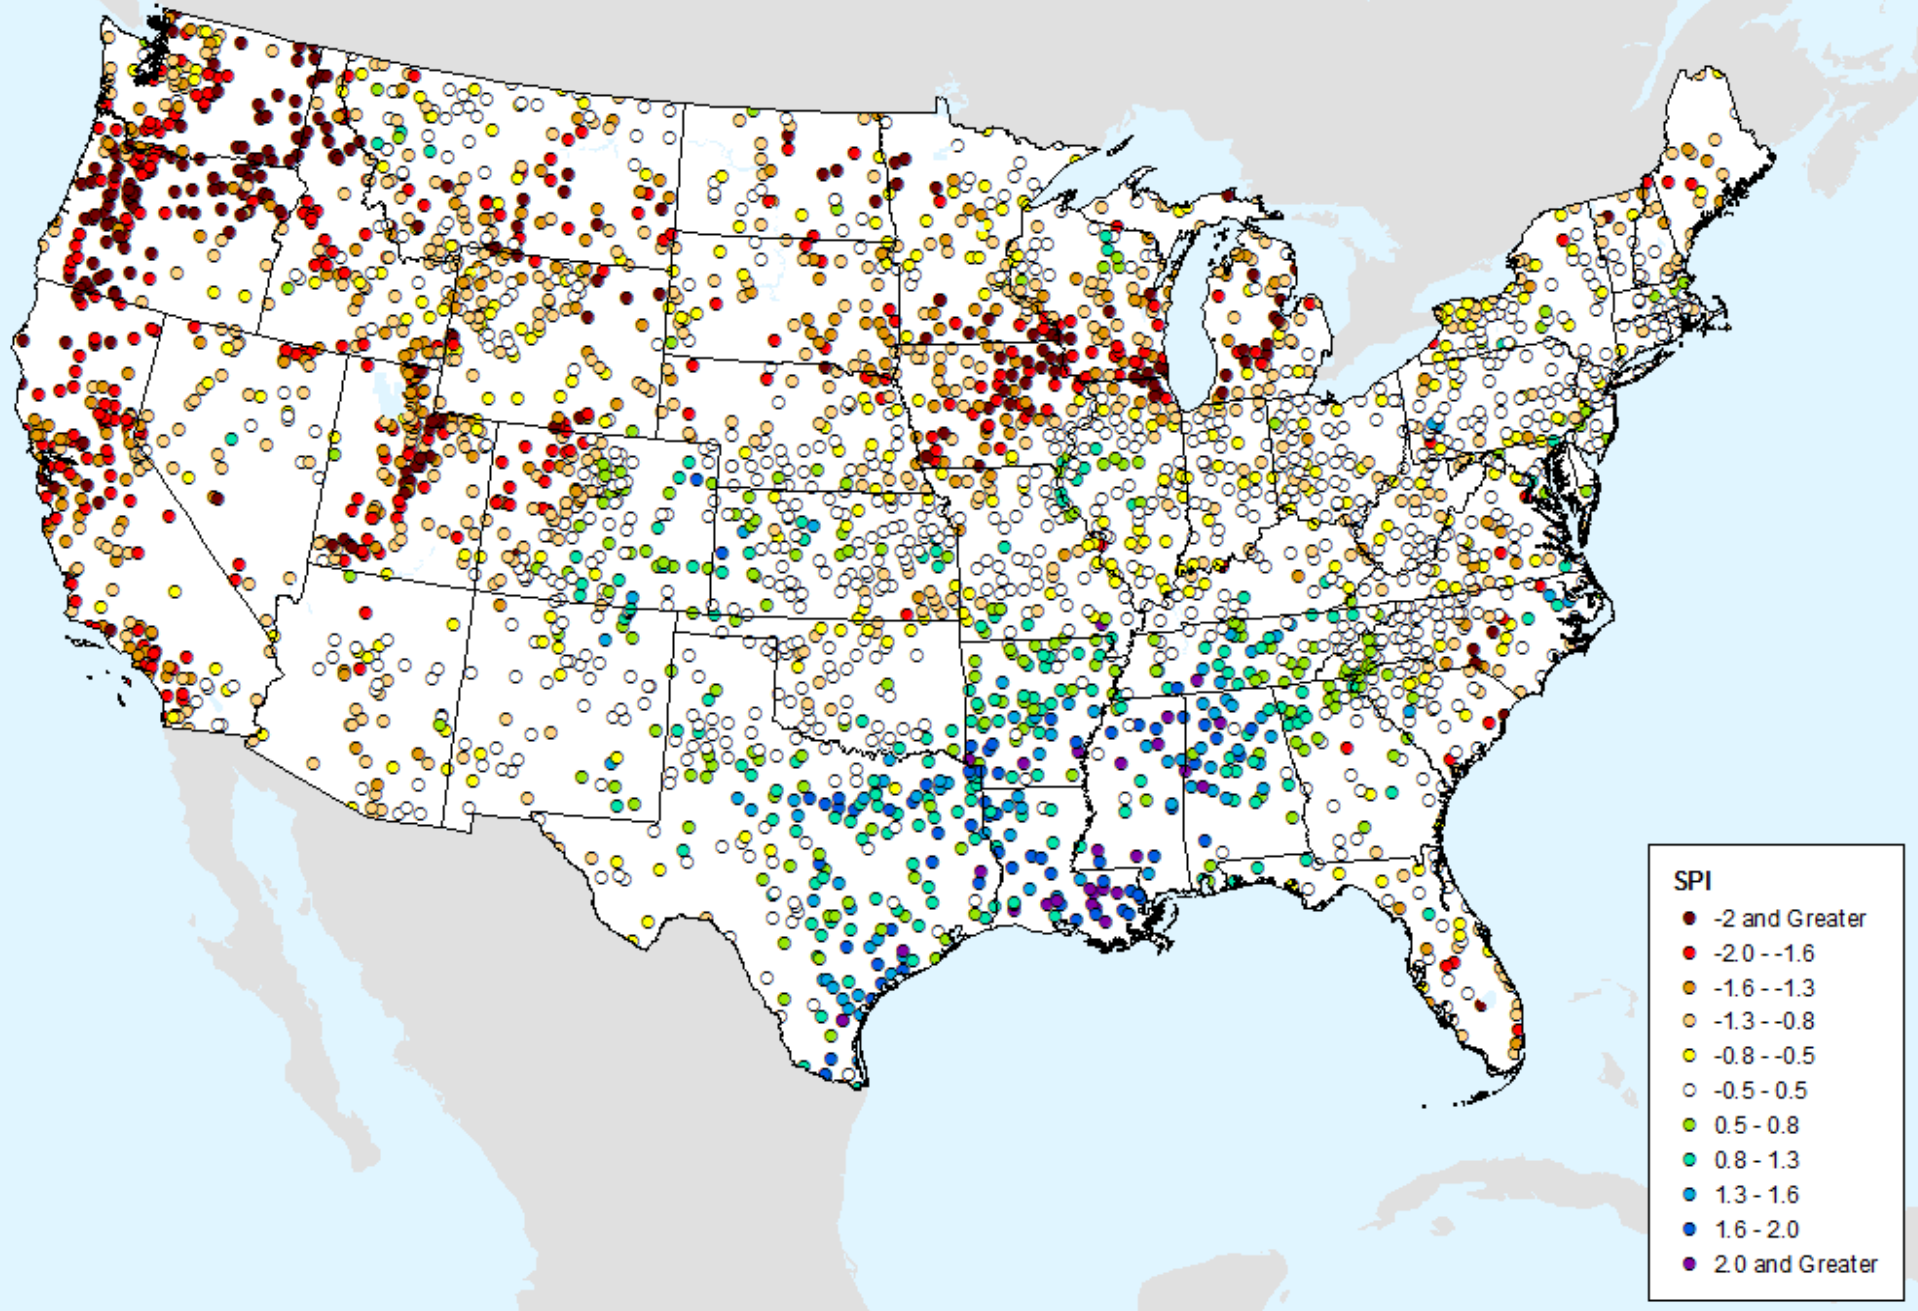 SPI
-2 and Greater
-2.0 - -1.6
-1.6 - -1.3
-1.3 - -0.8
-0.8 - -0.5
-0.5 - 0.5
0.5 - 0.8
0.8 - 1.3
1.3 - 1.6
1.6 - 2.0
2.0 and Greater